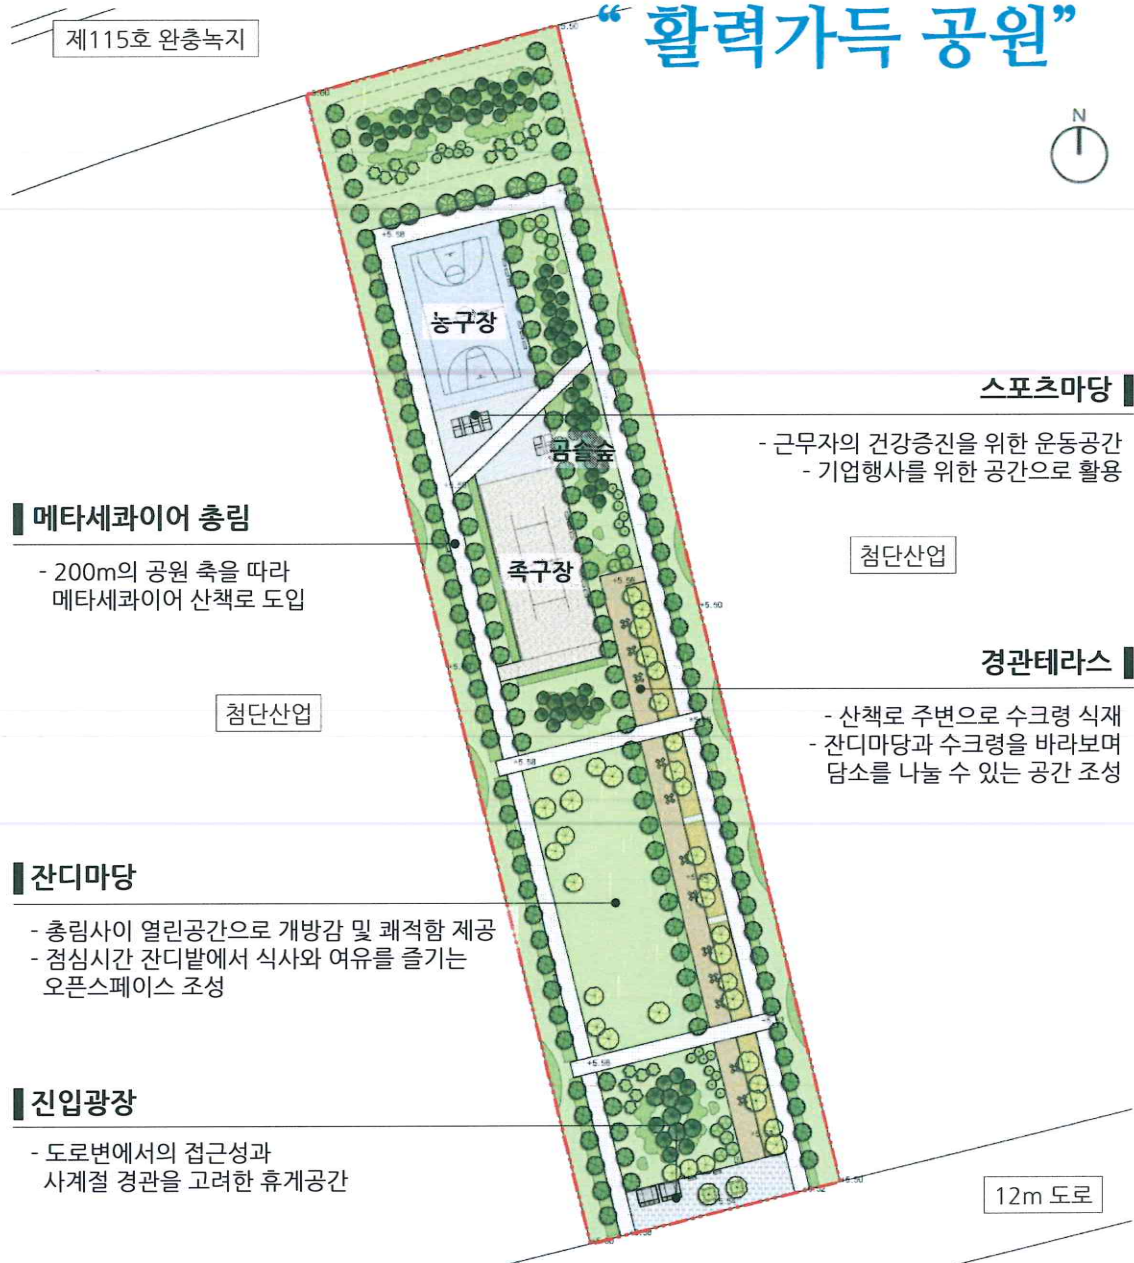 제115호 완충녹지
“ 활력가득 공원”
N
농구장
스포츠마당
- 근무자의 건강증진을 위한 운동공간
- 기업행사를 위한 공간으로 활용
곰솔숲
메타세콰이어 총림
- 200m의 공원 축을 따라
메타세콰이어 산책로 도입
첨단산업
족구장
경관테라스
- 산책로 주변으로 수크령 식재
- 잔디마당과 수크령을 바라보며
담소를 나눌 수 있는 공간 조성
첨단산업
잔디마당
- 총림사이 열린공간으로 개방감 및 쾌적함 제공
- 점심시간 잔디밭에서 식사와 여유를 즐기는
오픈스페이스 조성
진입광장
- 도로변에서의 접근성과
사계절 경관을 고려한 휴게공간
12m 도로
+5.58
+5.58
+5.58